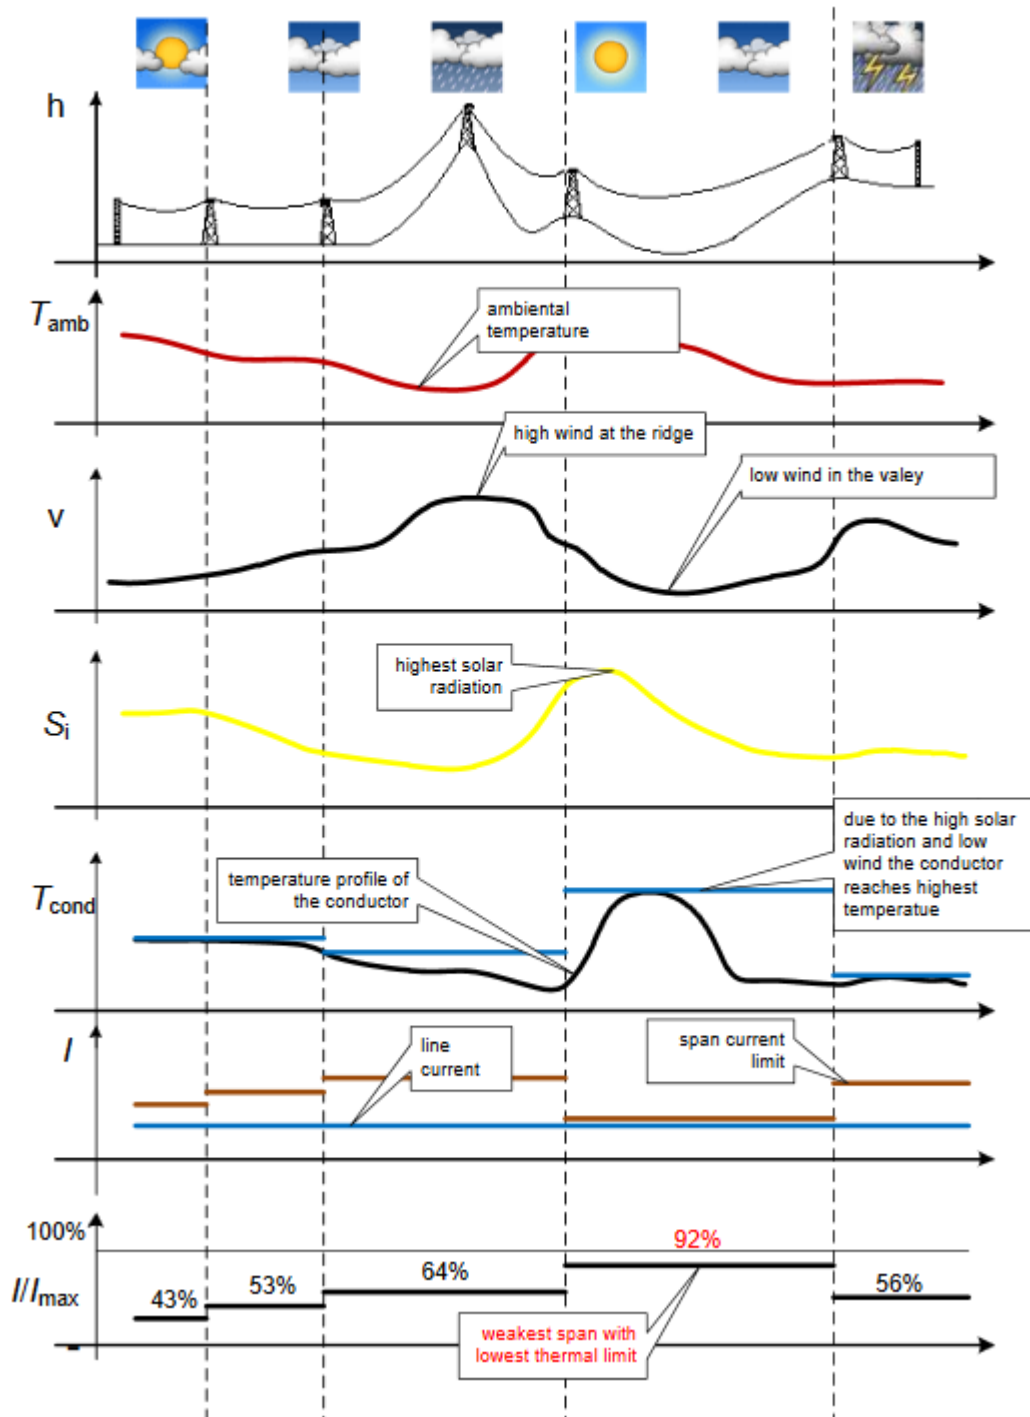 h
Tamb
ambiental
temperature
high wind at the ridge
low wind in the valey
v
highest solar
radiation
Si
due to the high solar
radiation and low
wind the conductor
reaches highest
temperatue
temperature profile of
the conductor
Tcond
I
line
current
span current
limit
100%
92%
64%
53%
43%
56%
I/Imax
weakest span with
lowest thermal limit